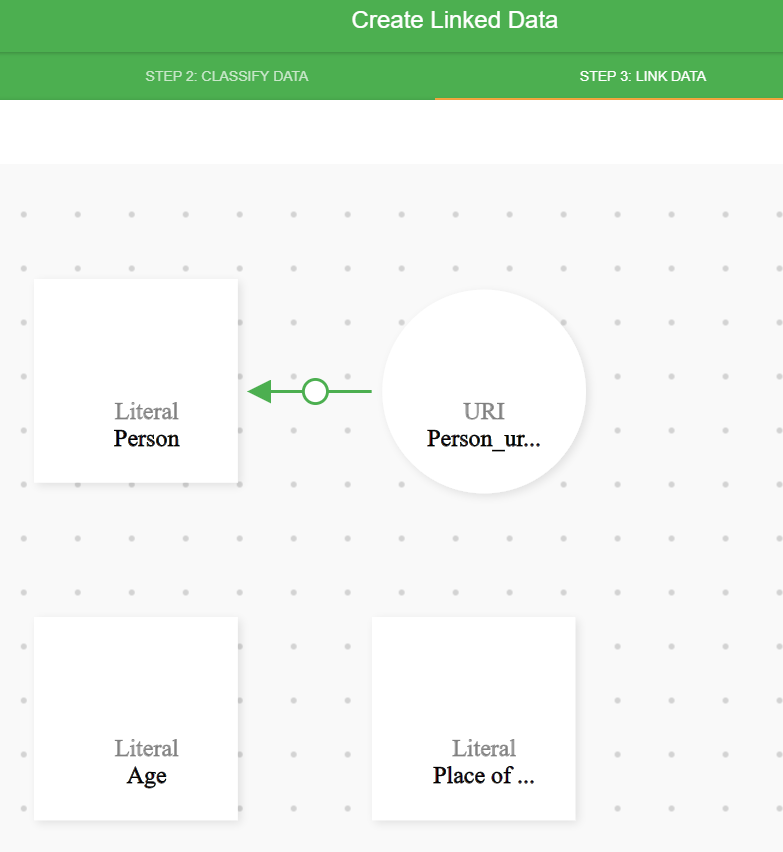 Create Linked Data
STEP 2: CLASSIFY DATA
STEP 3: LINK DATA
Literal
Person
URI
Person_ur...
Literal
Age
Literal
Place of ...